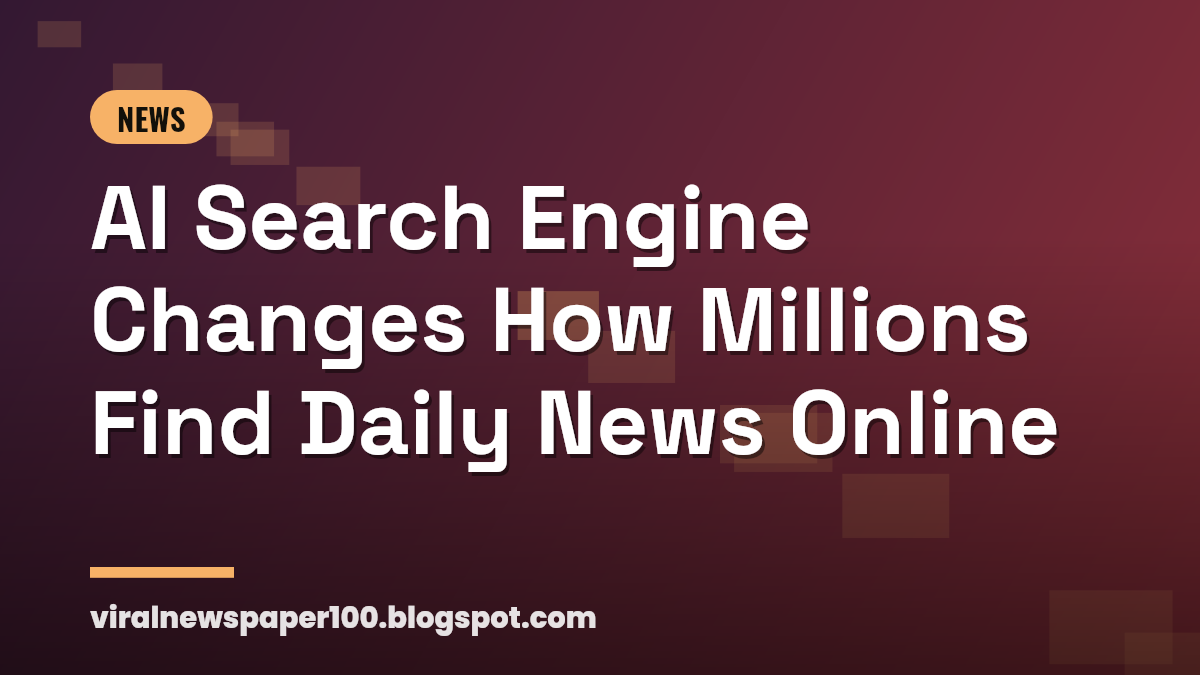 NEWS
AI Search Engine
Changes How Millions
Find Daily News Online
viralnewspaper100.blogspot.com